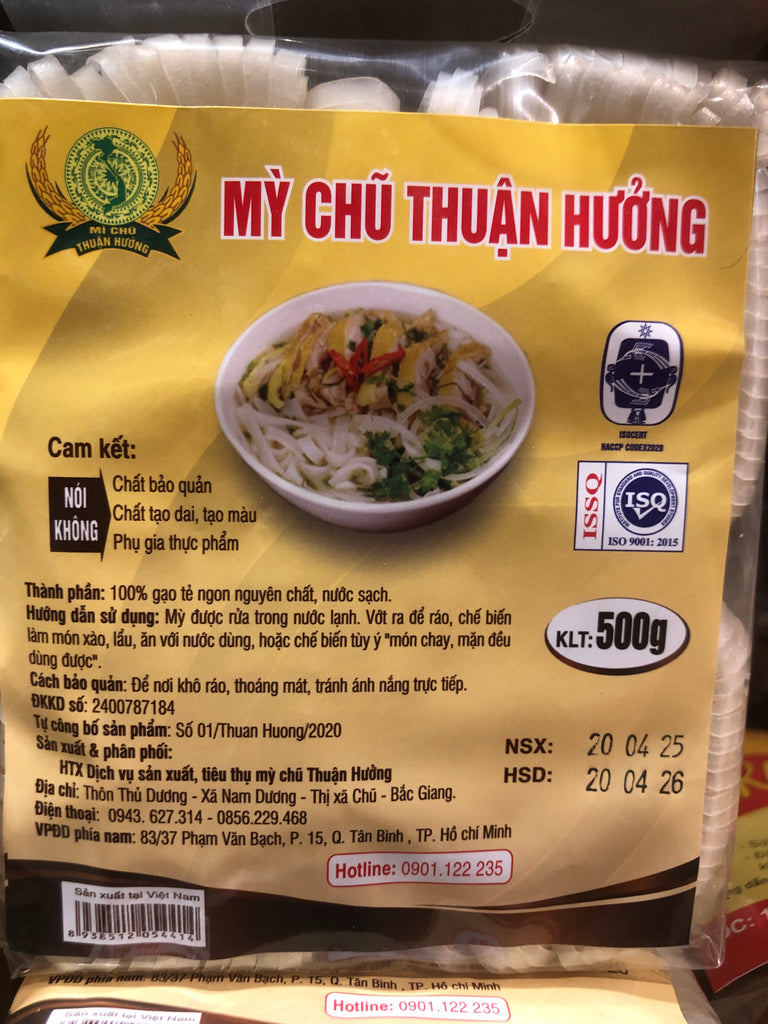 MÌ CHŨ
THUẬN HƯỞNG
MỲ CHŨ THUẬN HƯỞNG
ISOCERT
HACCP CODEX2020
ISSQ
ISQ
ISO 9001: 2015
Cam kết:
NÓI KHÔNG
Chất bảo quản
Chất tạo dai, tạo màu
Phụ gia thực phẩm
Thành phần: 100% gạo tẻ ngon nguyên chất, nước sạch.
Hướng dẫn sử dụng: Mỳ được rửa trong nước lạnh. Vớt ra để ráo, chế biến
làm món xào, lẩu, ăn với nước dùng, hoặc chế biến tùy ý "món chay, mặn đều
dùng được".
KLT: 500g
Cách bảo quản: Để nơi khô ráo, thoáng mát, tránh ánh nắng trực tiếp.
ĐKKD số: 2400787184
Tự công bố sản phẩm: Số 01/Thuan Huong/2020
Sản xuất & phân phối:
HTX Dịch vụ sản xuất, tiêu thụ mỳ chũ Thuận Hưởng
Địa chỉ: Thôn Thủ Dương - Xã Nam Dương - Thị xã Chũ - Bắc Giang.
Điện thoại: 0943. 627.314 - 0856.229.468
VPĐD phía nam: 83/37 Phạm Văn Bạch, P. 15, Q. Tân Bình , TP. Hồ chí Minh
NSX: 20 04 25
HSD: 20 04 26
Hotline: 0901.122 235
Sản xuất tại Việt Nam
8 938512 054414
VPĐD phía nam: 83/37 Phạm Văn Bạch, P. 15, Q. Tân Bình , TP. Hồ chí Minh
Hotline: 0901.122 235
Sản xuất tại Việt Nam